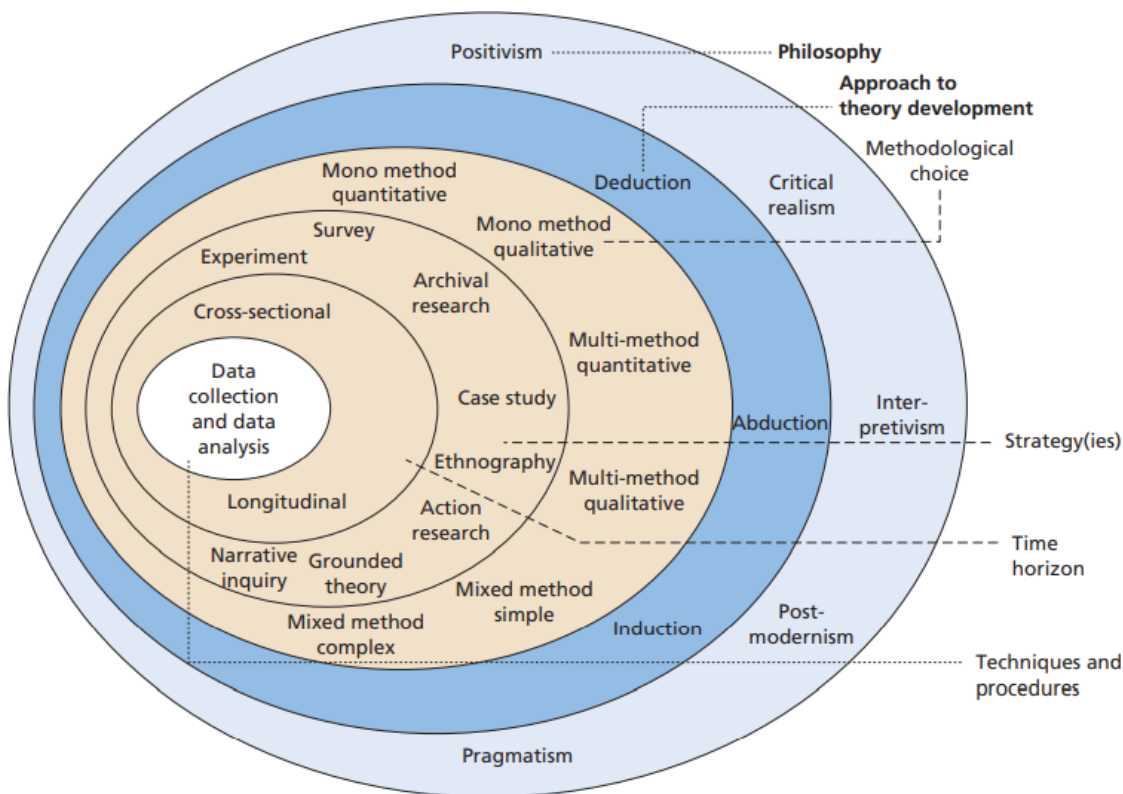 Positivism
Philosophy
Approach to
theory development
Methodological
choice
Mono method
quantitative
Deduction
Critical
realism
Mono method
qualitative
Survey
Experiment
Archival
research
Cross-sectional
Multi-method
quantitative
Data
collection
and data
analysis
Case study
Abduction
Inter-
pretivism
Strategy(ies)
Ethnography
Multi-method
qualitative
Longitudinal
Action
research
Time
horizon
Narrative
inquiry
Grounded
theory
Mixed method
simple
Mixed method
complex
Induction
Post-
modernism
Techniques and
procedures
Pragmatism